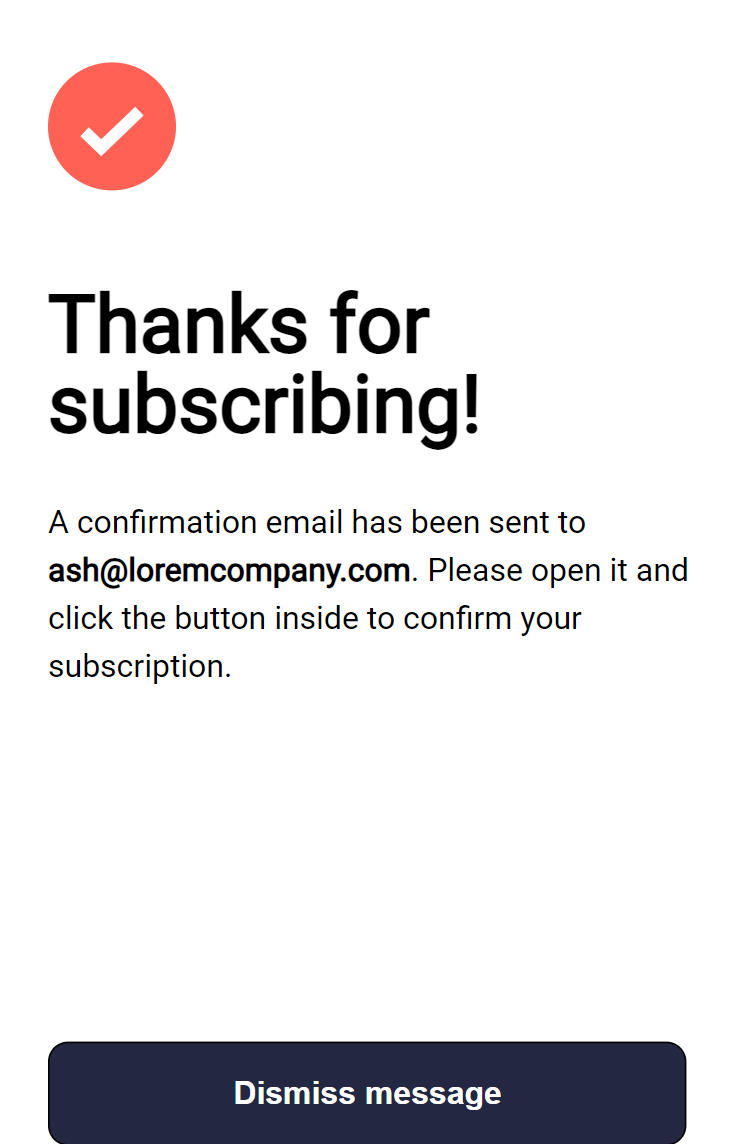 Thanks for
subscribing!
A confirmation email has been sent to
ash@loremcompany.com. Please open it and
click the button inside to confirm your
subscription.
Dismiss message